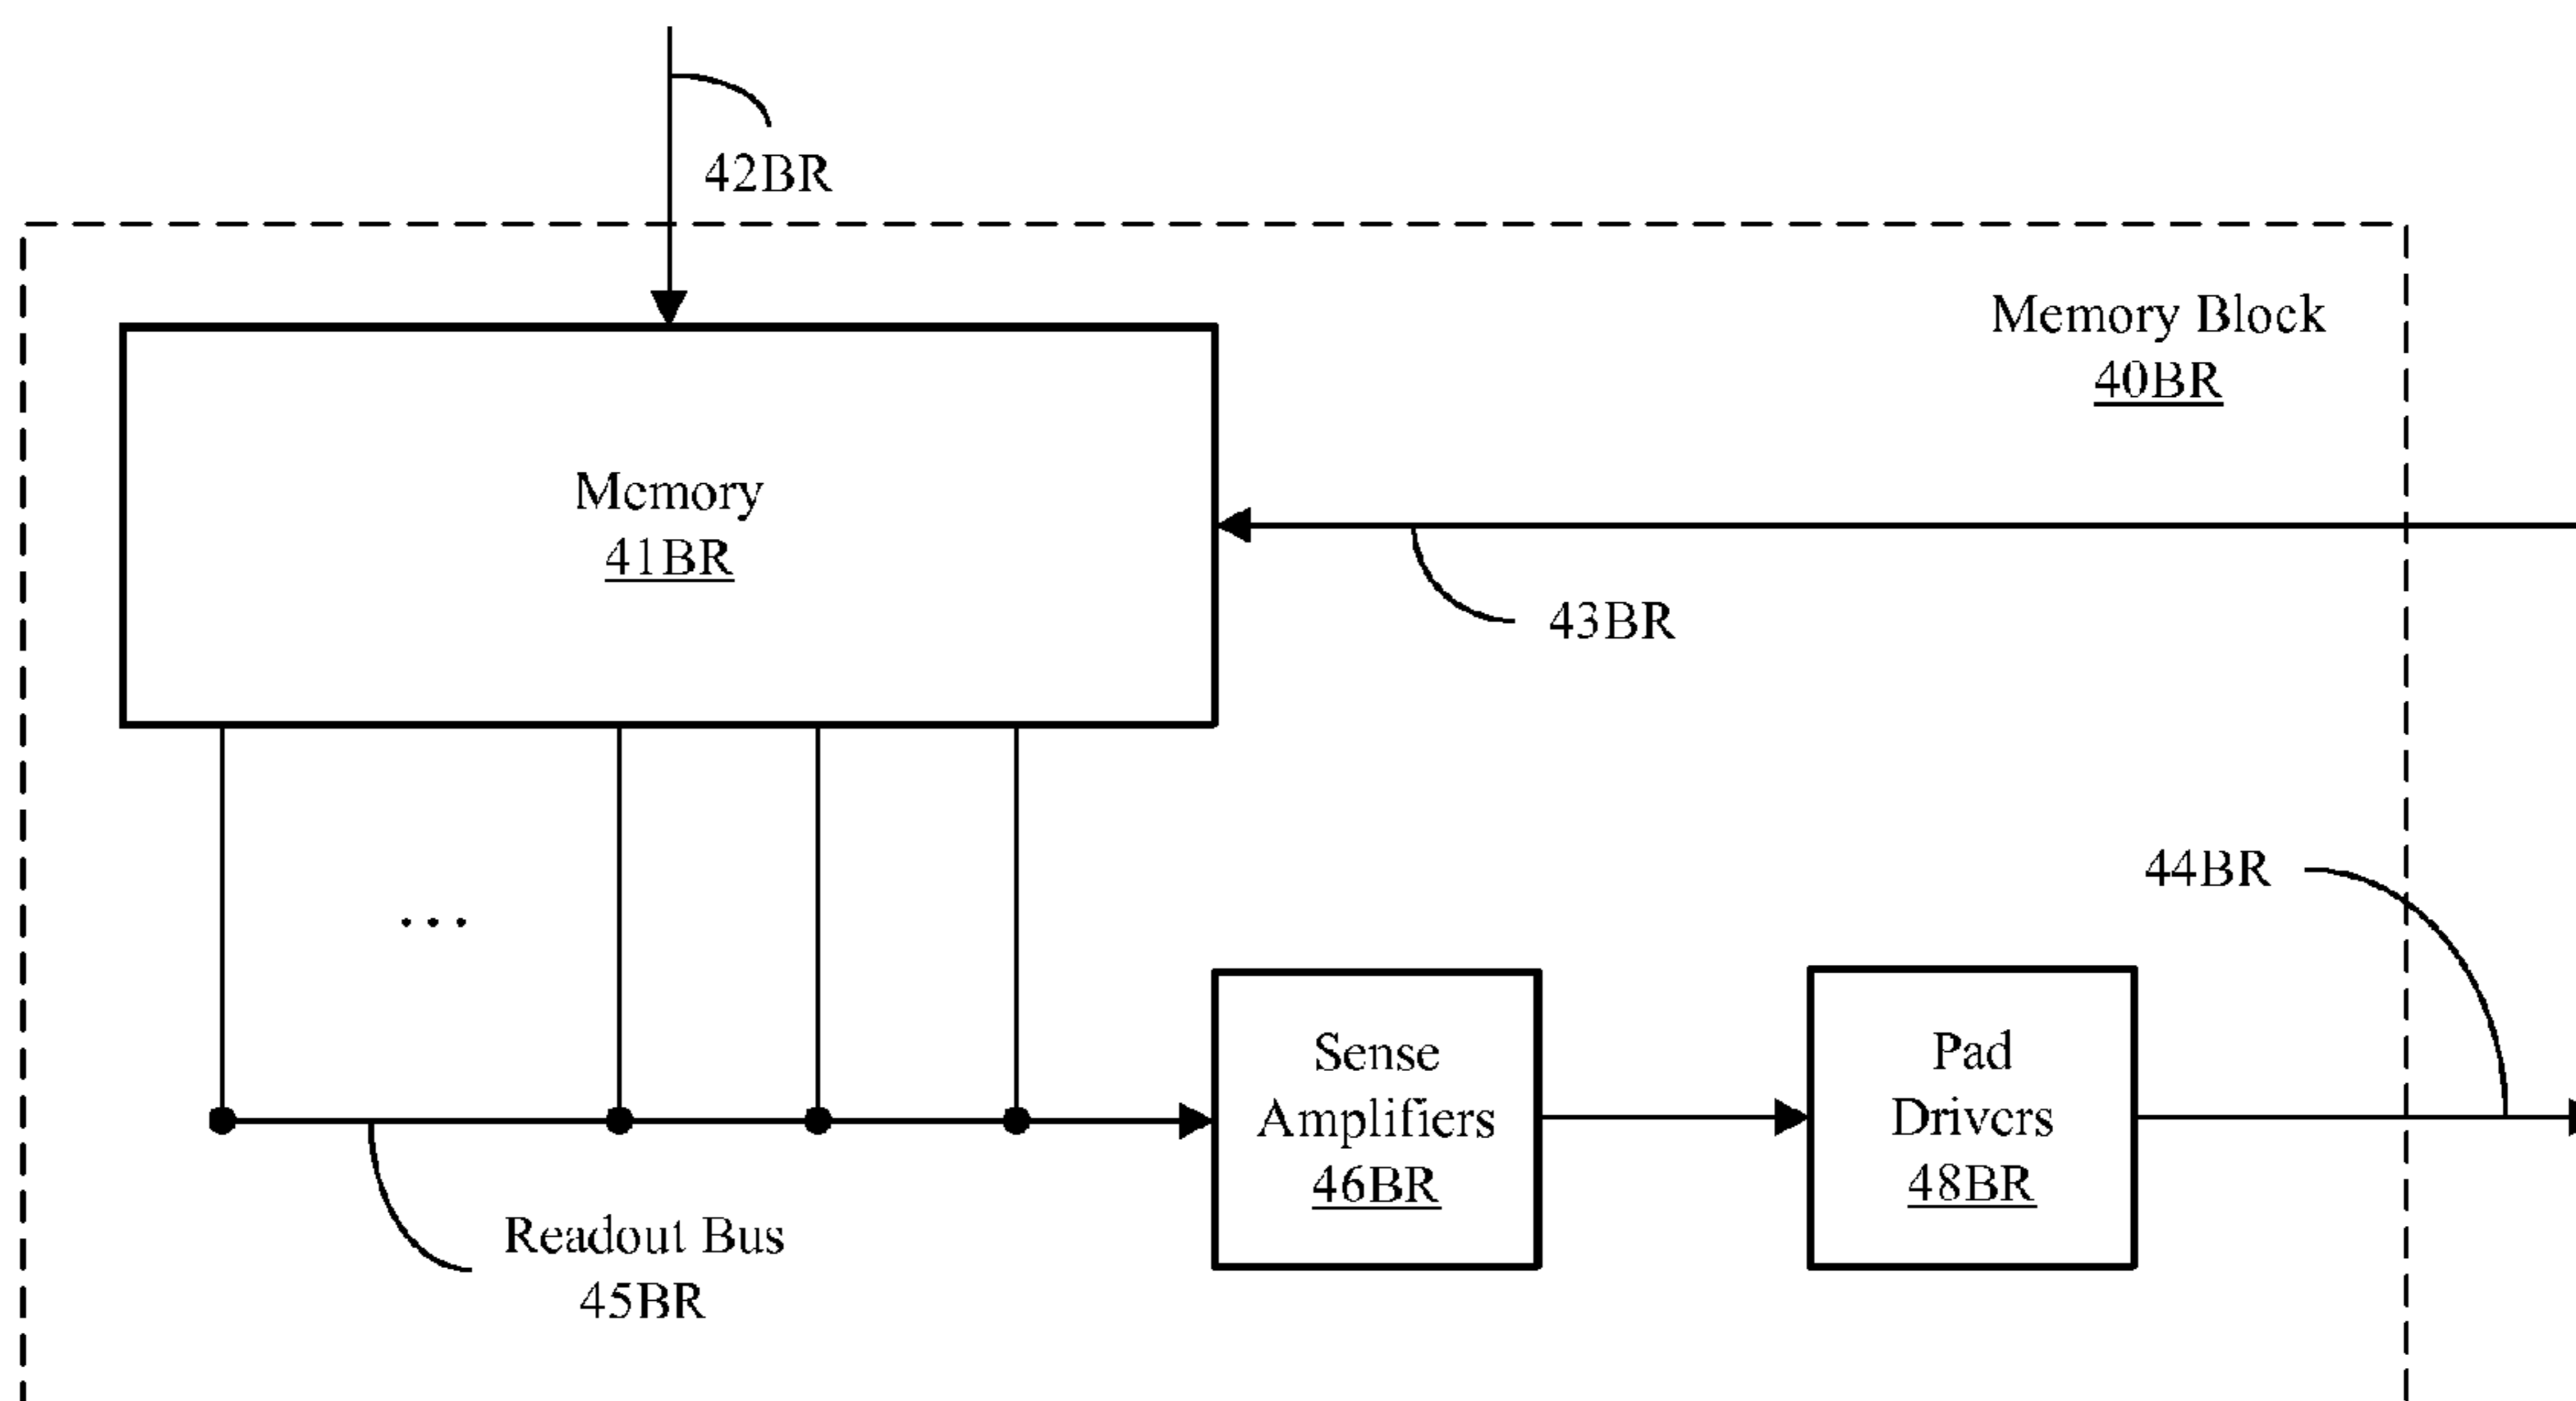 42BR
Memory Block
40BR
Memory
41BR
43BR
44BR
...
Sense
Amplifiers
46BR
Pad
Drivers
48BR
Readout Bus
45BR